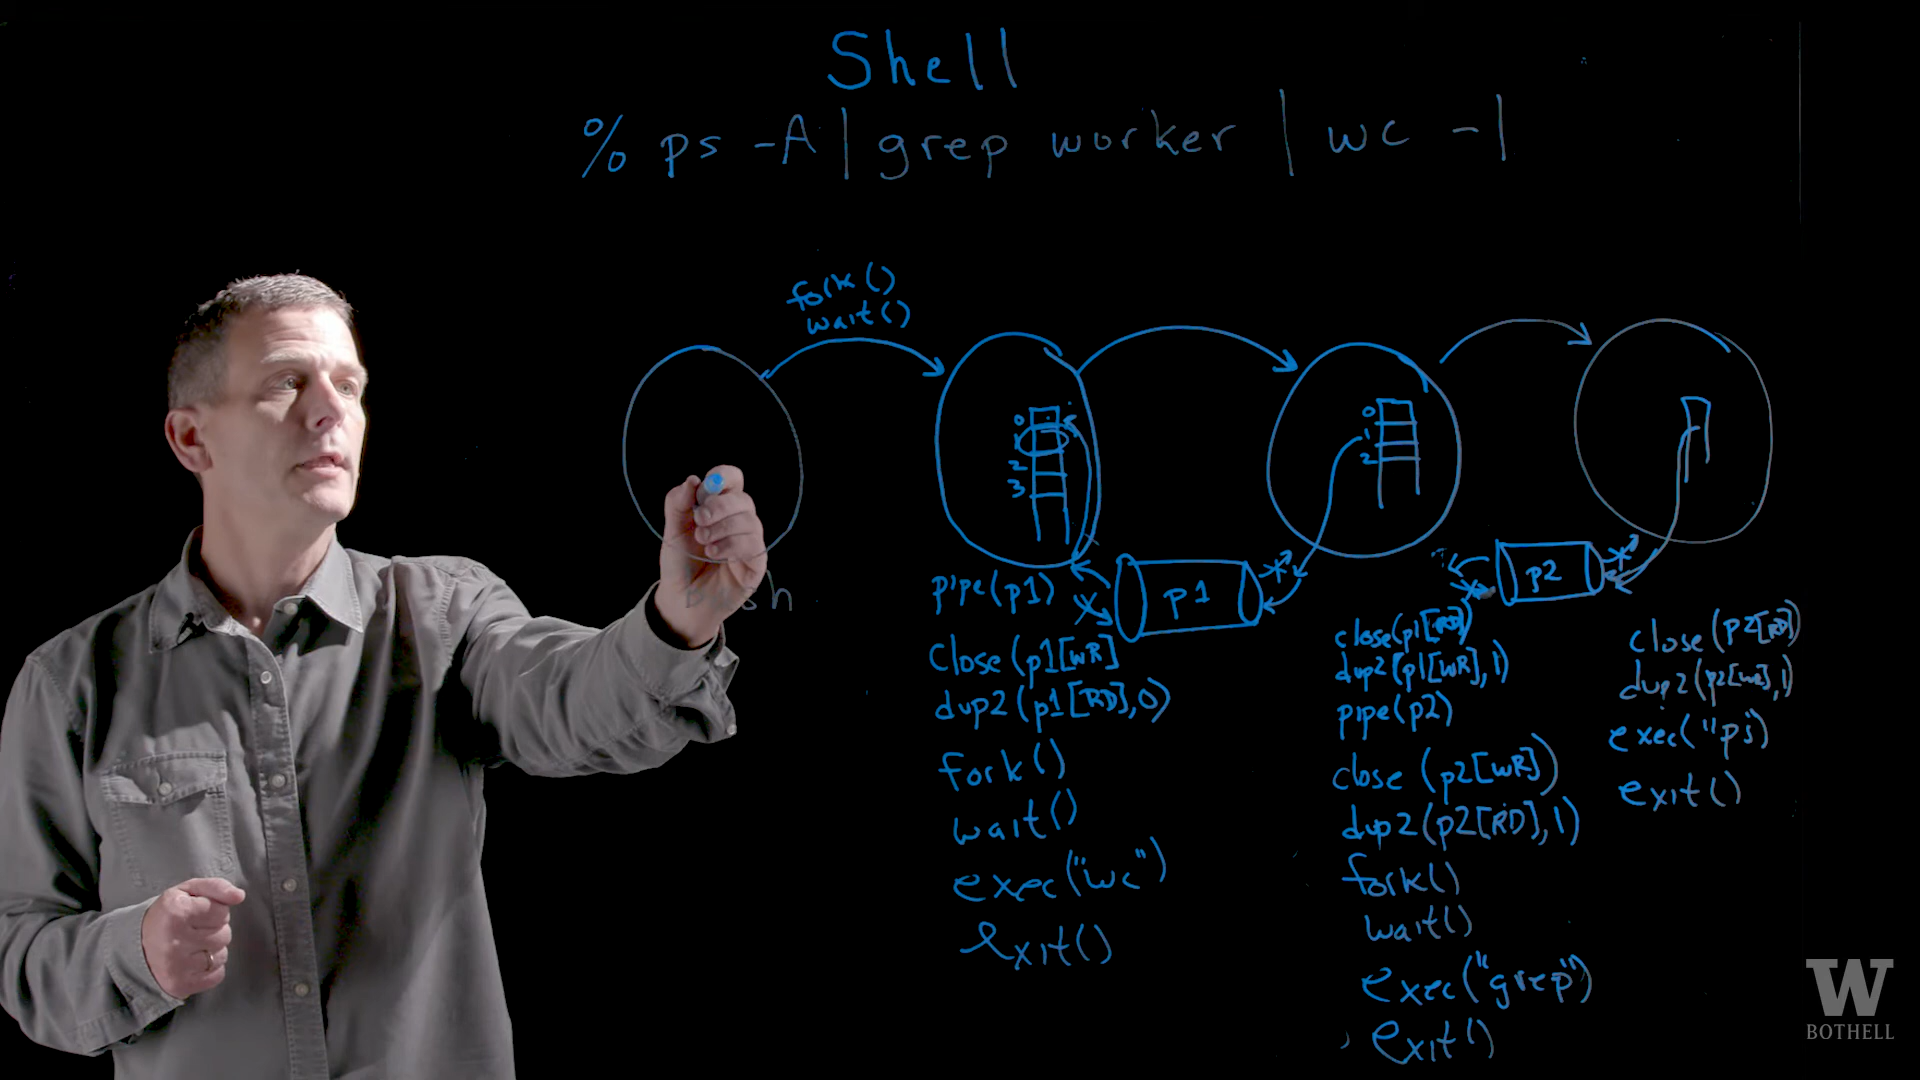 Shell
% ps -A | grep worker | wc -l
fork()
wait()
0
1
2
3
0
1
2
p1
p2
pipe(p1)
close(p1[WR]
dup2(p1[RD],0)
fork()
wait()
exec("wc")
exit()
close(p1[RD])
dup2(p1[WR],1)
pipe(p2)
close(p2[WR])
dup2(p2[RD],1)
fork()
wait()
exec("grep")
exit()
close(p2[RD])
dup2(p2[WR],1)
exec("ps")
exit()
W
BOTHELL